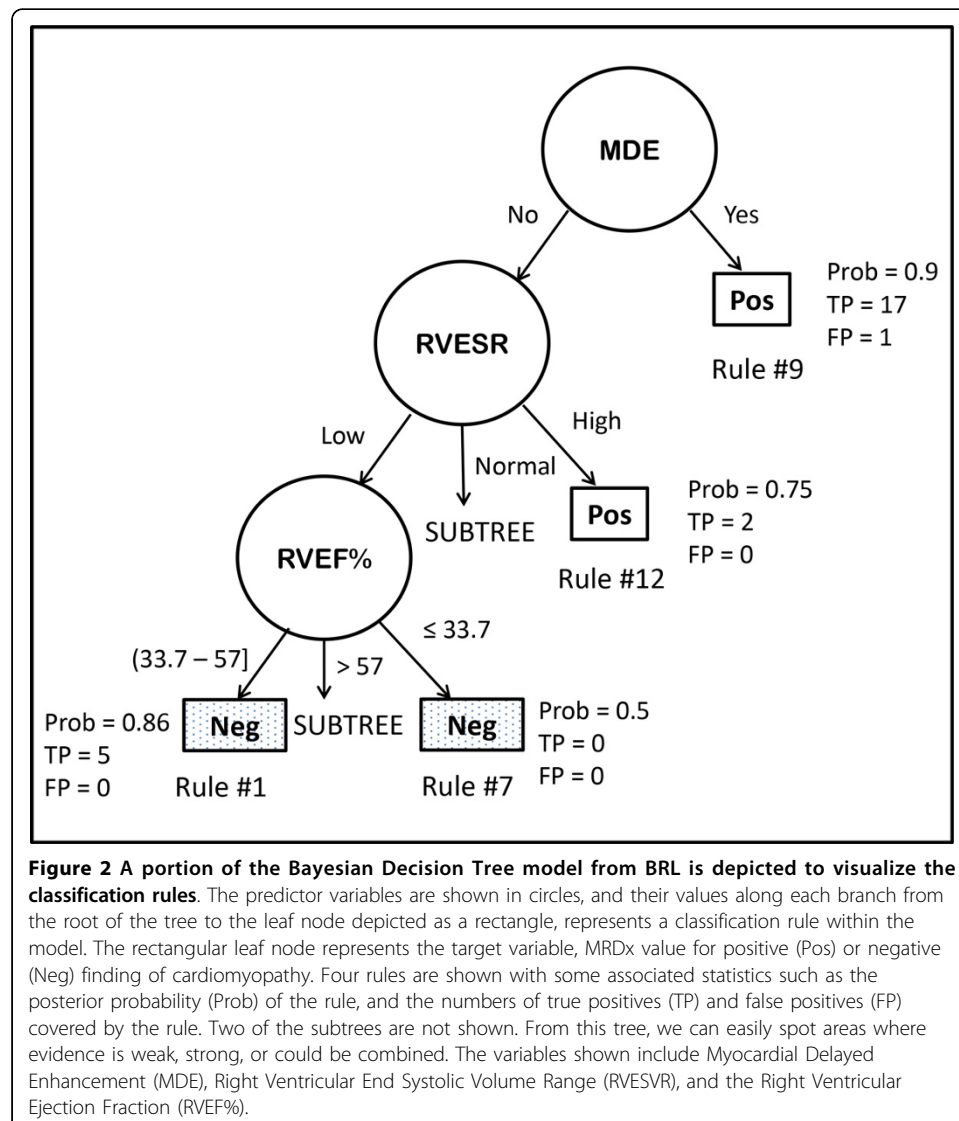 MDE
No
Yes
Pos
Prob = 0.9
TP = 17
FP = 1
Rule #9
RVESR
Low
Normal
High
SUBTREE
Pos
Prob = 0.75
TP = 2
FP = 0
Rule #12
RVEF%
(33.7 – 57]
> 57
≤ 33.7
Prob = 0.86
TP = 5
FP = 0
Neg
Rule #1
SUBTREE
Neg
Rule #7
Prob = 0.5
TP = 0
FP = 0
Figure 2 A portion of the Bayesian Decision Tree model from BRL is depicted to visualize the
classification rules. The predictor variables are shown in circles, and their values along each branch from
the root of the tree to the leaf node depicted as a rectangle, represents a classification rule within the
model. The rectangular leaf node represents the target variable, MRDx value for positive (Pos) or negative
(Neg) finding of cardiomyopathy. Four rules are shown with some associated statistics such as the
posterior probability (Prob) of the rule, and the numbers of true positives (TP) and false positives (FP)
covered by the rule. Two of the subtrees are not shown. From this tree, we can easily spot areas where
evidence is weak, strong, or could be combined. The variables shown include Myocardial Delayed
Enhancement (MDE), Right Ventricular End Systolic Volume Range (RVESVR), and the Right Ventricular
Ejection Fraction (RVEF%).